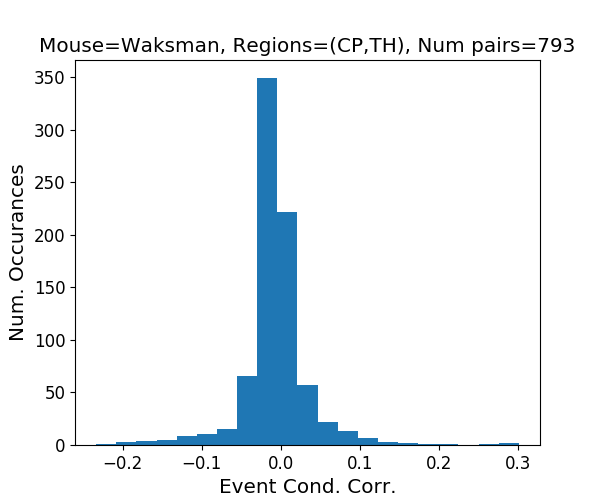 Mouse=Waksman, Regions=(CP,TH), Num pairs=793
350
300
250
200
150
100
50
0
Num. Occurances
−0.2 −0.1 0.0 0.1 0.2 0.3
Event Cond. Corr.